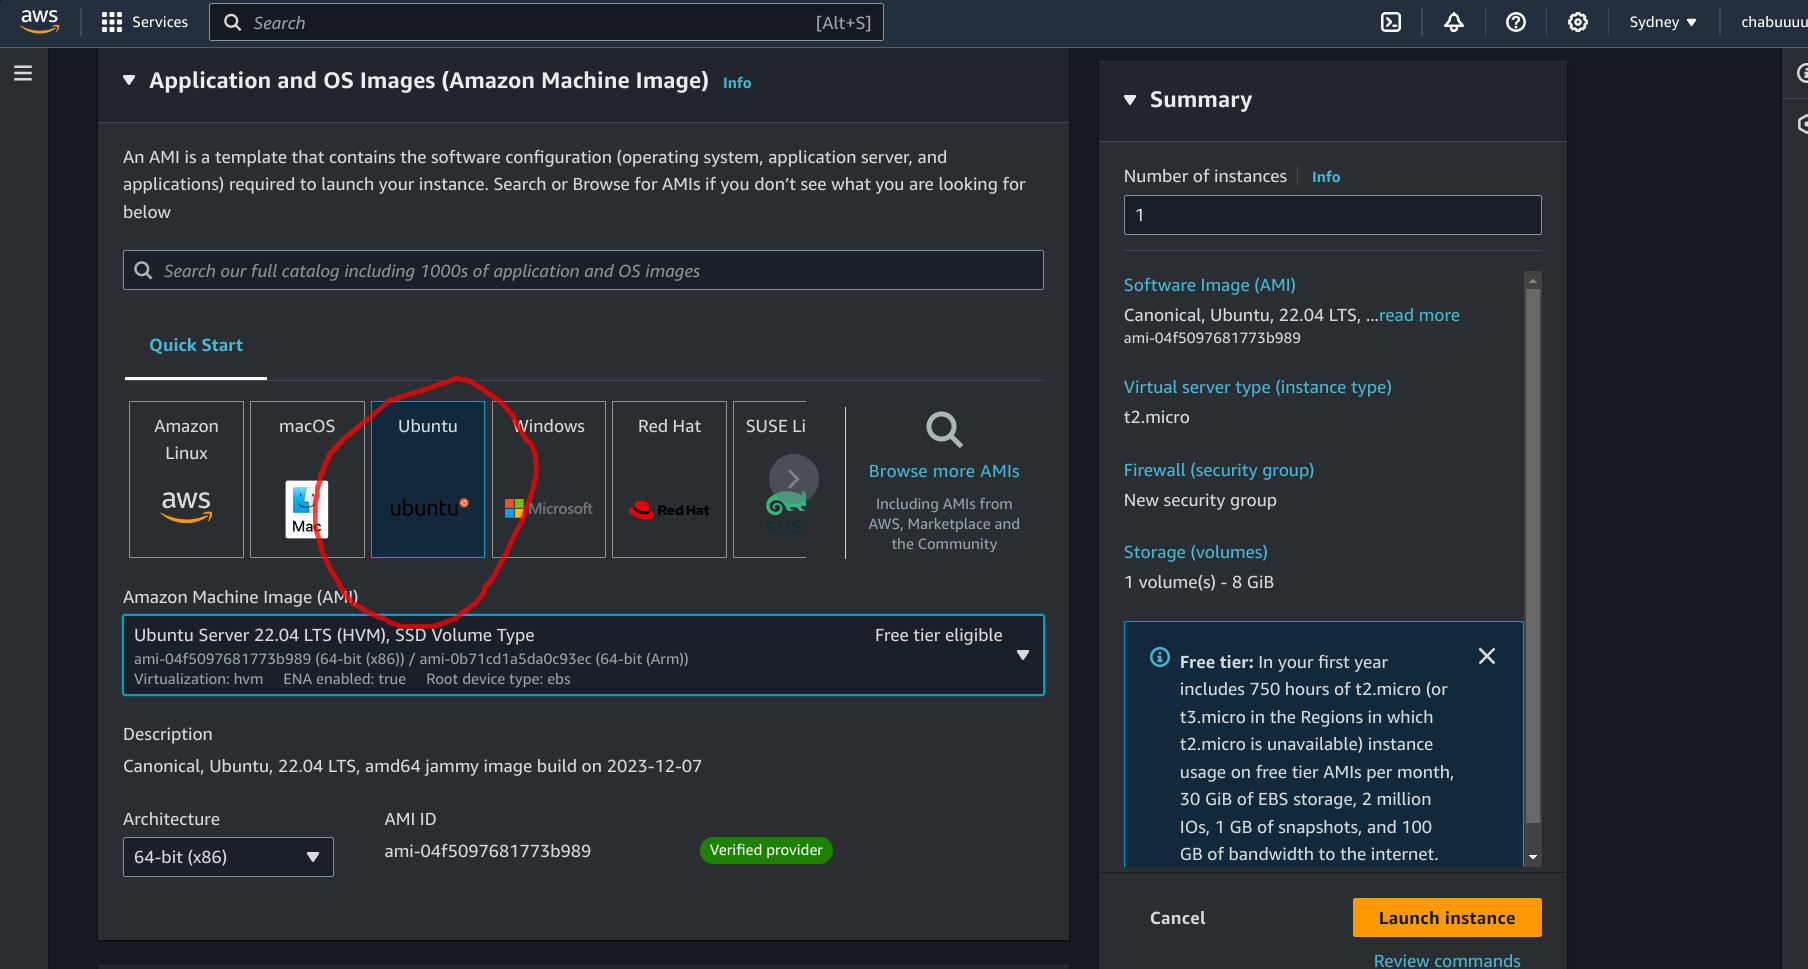 aws
Services
Search
[Alt+S]
Sydney
chabuuuu
Application and OS Images (Amazon Machine Image)
Info
An AMI is a template that contains the software configuration (operating system, application server, and
applications) required to launch your instance. Search or Browse for AMIs if you don’t see what you are looking for
below
Search our full catalog including 1000s of application and OS images
Quick Start
Amazon
Linux
aws
macOS
Mac
Ubuntu
ubuntu
Windows
Microsoft
Red Hat
Red Hat
SUSE Li
SUS
Browse more AMIs
Including AMIs from
AWS, Marketplace and
the Community
Amazon Machine Image (AMI)
Ubuntu Server 22.04 LTS (HVM), SSD Volume Type
Free tier eligible
ami-04f5097681773b989 (64-bit (x86)) / ami-0b71cd1a5da0c93ec (64-bit (Arm))
Virtualization: hvm ENA enabled: true Root device type: ebs
Description
Canonical, Ubuntu, 22.04 LTS, amd64 jammy image build on 2023-12-07
Architecture
64-bit (x86)
AMI ID
ami-04f5097681773b989
Verified provider
Summary
Number of instances
Info
1
Software Image (AMI)
Canonical, Ubuntu, 22.04 LTS, ...read more
ami-04f5097681773b989
Virtual server type (instance type)
t2.micro
Firewall (security group)
New security group
Storage (volumes)
1 volume(s) - 8 GiB
Free tier: In your first year
includes 750 hours of t2.micro (or
t3.micro in the Regions in which
t2.micro is unavailable) instance
usage on free tier AMIs per month,
30 GiB of EBS storage, 2 million
IOs, 1 GB of snapshots, and 100
GB of bandwidth to the internet.
Cancel
Launch instance
Review commands